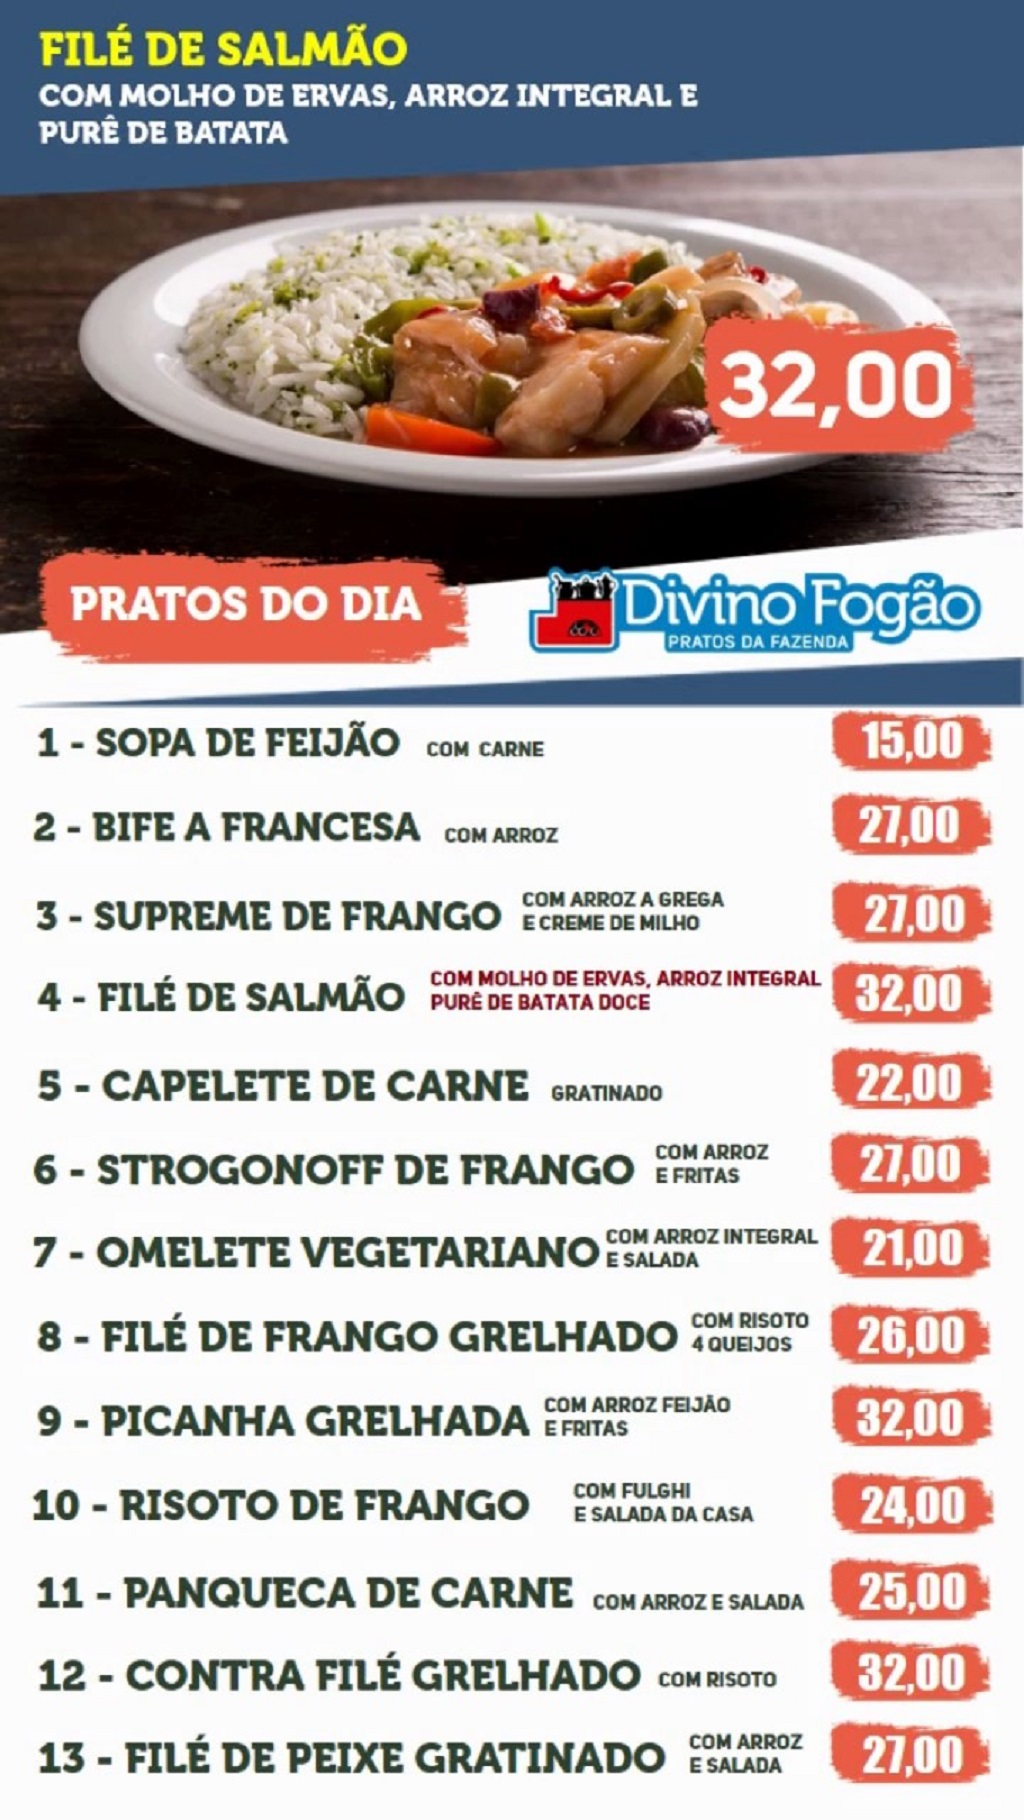 FILÉ DE SALMÃO
COM MOLHO DE ERVAS, ARROZ INTEGRAL E
PURÊ DE BATATA
32,00
PRATOS DO DIA
Divino Fogão
PRATOS DA FAZENDA
1 - SOPA DE FEIJÃO COM CARNE 15,00
2 - BIFE A FRANCESA COM ARROZ 27,00
3 - SUPREME DE FRANGO COM ARROZ A GREGA
E CREME DE MILHO 27,00
4 - FILÉ DE SALMÃO COM MOLHO DE ERVAS, ARROZ INTEGRAL
PURÊ DE BATATA DOCE 32,00
5 - CAPELETE DE CARNE GRATINADO 22,00
6 - STROGONOFF DE FRANGO COM ARROZ
E FRITAS 27,00
7 - OMELETE VEGETARIANO COM ARROZ INTEGRAL
E SALADA 21,00
8 - FILÉ DE FRANGO GRELHADO COM RISOTO
4 QUEIJOS 26,00
9 - PICANHA GRELHADA COM ARROZ FEIJÃO
E FRITAS 32,00
10 - RISOTO DE FRANGO COM FULGHI
E SALADA DA CASA 24,00
11 - PANQUECA DE CARNE COM ARROZ E SALADA 25,00
12 - CONTRA FILÉ GRELHADO COM RISOTO 32,00
13 - FILÉ DE PEIXE GRATINADO COM ARROZ
E SALADA 27,00